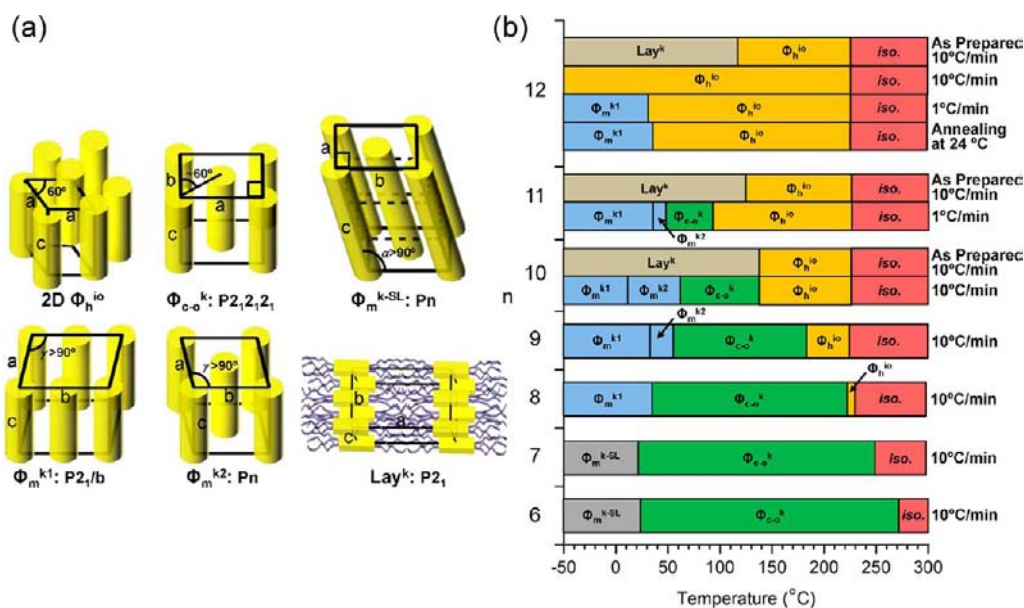 (a)
60°
a
a
c
2D Φh^io
b
~60°
a
c
Φc-o^k: P2₁2₁2₁
a
b
c
α>90°
Φm^k-SL: Pn
a
γ>90°
b
c
Φm^k1: P2₁/b
a
γ>90°
b
c
Φm^k2: Pn
b
a
c
Lay^k: P2₁
(b)
n
12
Lay^k Φh^io iso. As Prepared
10°C/min
Φh^io iso. 10°C/min
Φm^k1 Φh^io iso. 1°C/min
Φm^k1 Φh^io iso. Annealing
at 24 °C
11
Lay^k Φh^io iso. As Prepared
10°C/min
Φm^k1 Φc-o^k Φh^io iso. 1°C/min
Φm^k2
10
Lay^k Φh^io iso. As Prepared
10°C/min
Φm^k1 Φm^k2 Φc-o^k Φh^io iso. 10°C/min
Φm^k2
9
Φm^k1 Φc-o^k Φh^io iso. 10°C/min
Φh^io
8
Φm^k1 Φc-o^k iso. 10°C/min
7
Φm^k-SL Φc-o^k iso. 10°C/min
6
Φm^k-SL Φc-o^k iso. 10°C/min
-50 0 50 100 150 200 250 300
Temperature (°C)